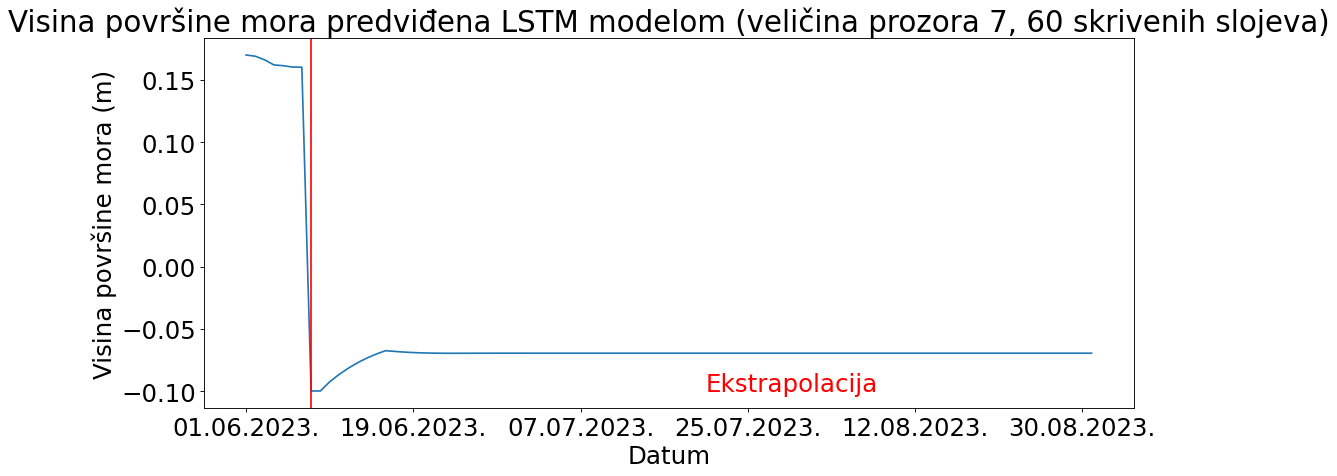 Visina površine mora predviđena LSTM modelom (veličina prozora 7, 60 skrivenih slojeva)
Visina površine mora (m)
0.15
0.10
0.05
0.00
−0.05
−0.10
Ekstrapolacija
01.06.2023. 19.06.2023. 07.07.2023. 25.07.2023. 12.08.2023. 30.08.2023.
Datum